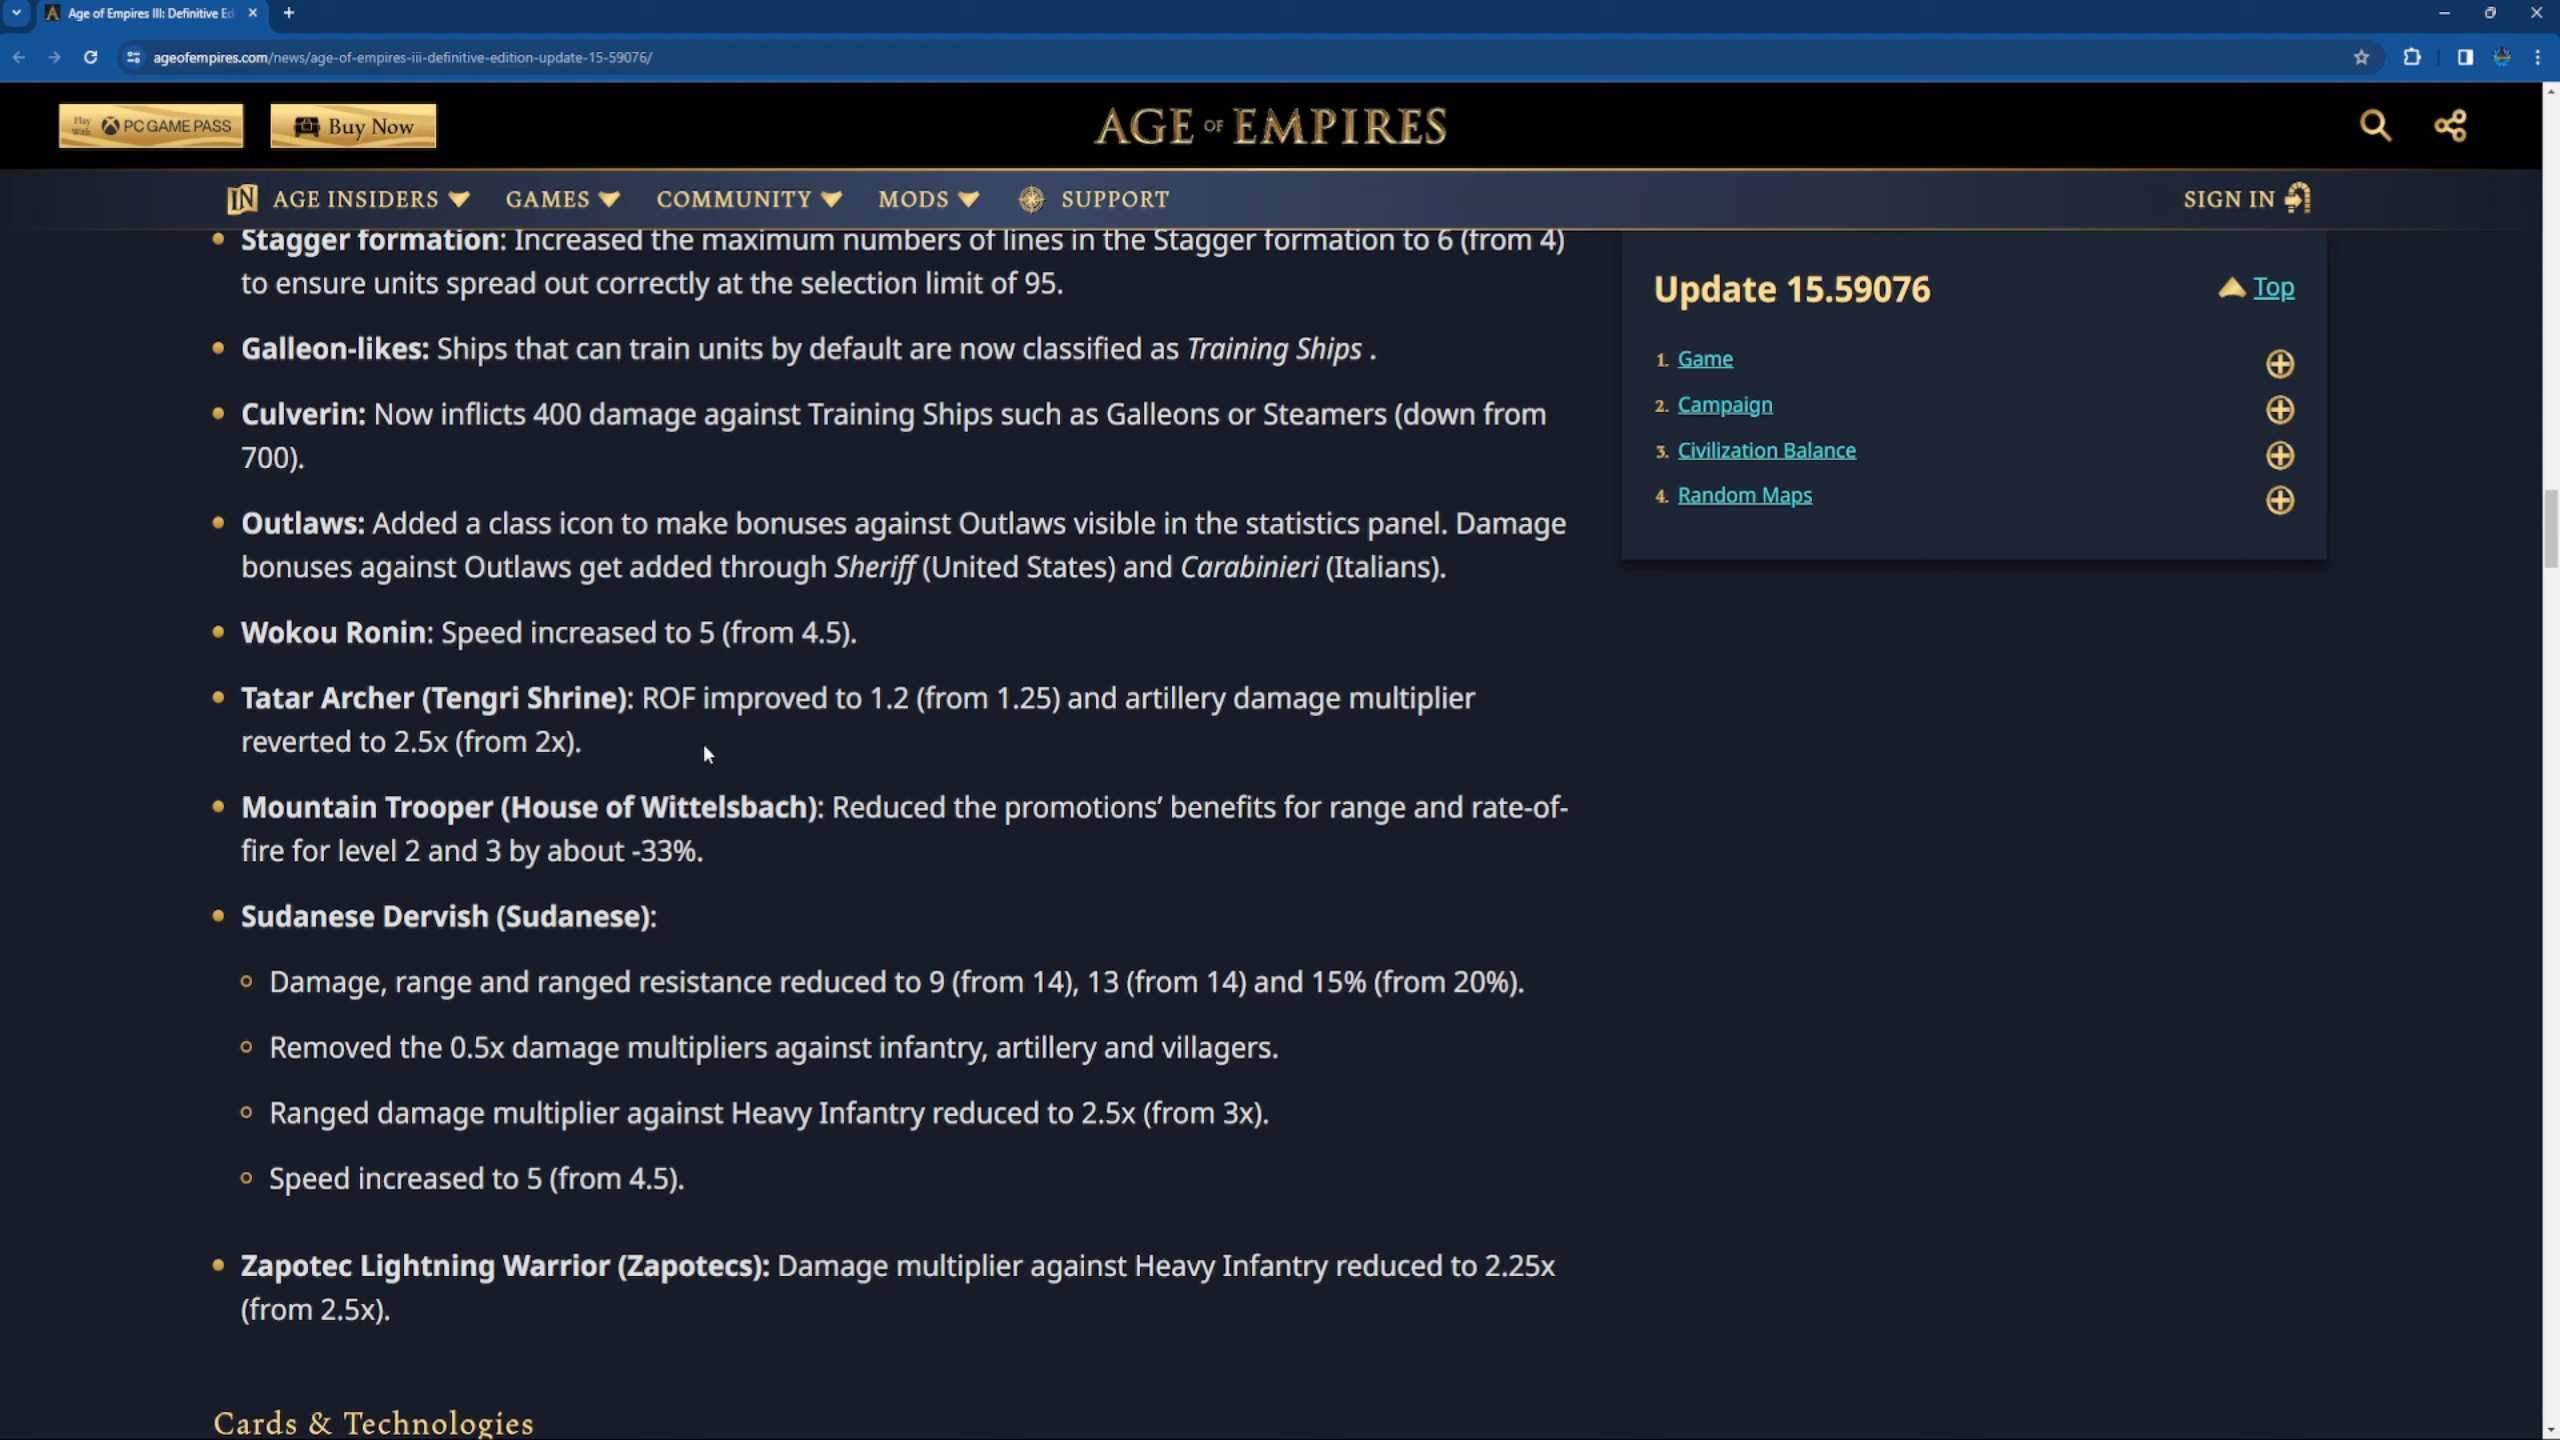 Age of Empires III: Definitive Ed
ageofempires.com/news/age-of-empires-iii-definitive-edition-update-15-59076/
Play With PC GAME PASS
Buy Now
AGE OF EMPIRES
AGE INSIDERS
GAMES
COMMUNITY
MODS
SUPPORT
SIGN IN
Stagger formation: Increased the maximum numbers of lines in the Stagger formation to 6 (from 4)
to ensure units spread out correctly at the selection limit of 95.
Galleon-likes: Ships that can train units by default are now classified as Training Ships .
Culverin: Now inflicts 400 damage against Training Ships such as Galleons or Steamers (down from
700).
Outlaws: Added a class icon to make bonuses against Outlaws visible in the statistics panel. Damage
bonuses against Outlaws get added through Sheriff (United States) and Carabinieri (Italians).
Wokou Ronin: Speed increased to 5 (from 4.5).
Tatar Archer (Tengri Shrine): ROF improved to 1.2 (from 1.25) and artillery damage multiplier
reverted to 2.5x (from 2x).
Mountain Trooper (House of Wittelsbach): Reduced the promotions’ benefits for range and rate-of-
fire for level 2 and 3 by about -33%.
Sudanese Dervish (Sudanese):
Damage, range and ranged resistance reduced to 9 (from 14), 13 (from 14) and 15% (from 20%).
Removed the 0.5x damage multipliers against infantry, artillery and villagers.
Ranged damage multiplier against Heavy Infantry reduced to 2.5x (from 3x).
Speed increased to 5 (from 4.5).
Zapotec Lightning Warrior (Zapotecs): Damage multiplier against Heavy Infantry reduced to 2.25x
(from 2.5x).
Cards & Technologies
Update 15.59076
Top
1. Game
2. Campaign
3. Civilization Balance
4. Random Maps